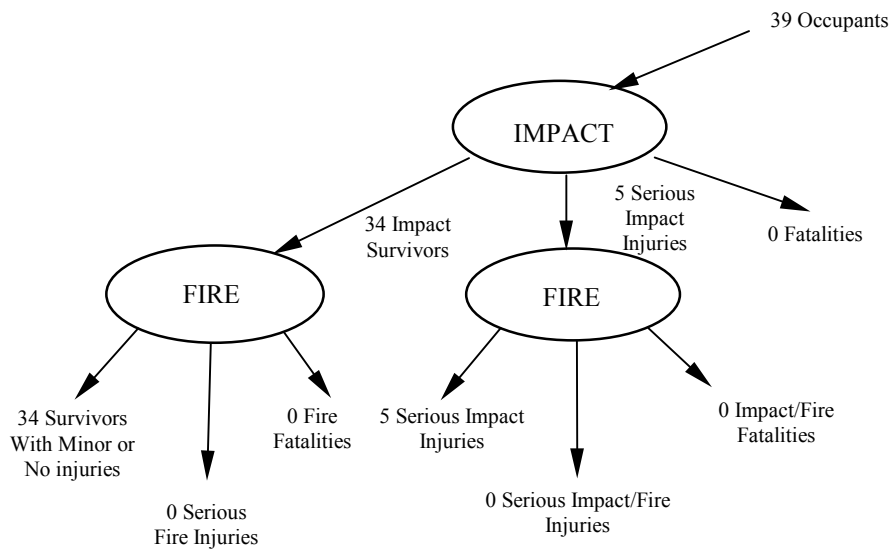 39 Occupants
IMPACT
34 Impact
Survivors
5 Serious
Impact
Injuries
0 Fatalities
FIRE
FIRE
34 Survivors
With Minor or
No injuries
0 Serious
Fire Injuries
0 Fire
Fatalities
5 Serious Impact
Injuries
0 Serious Impact/Fire
Injuries
0 Impact/Fire
Fatalities